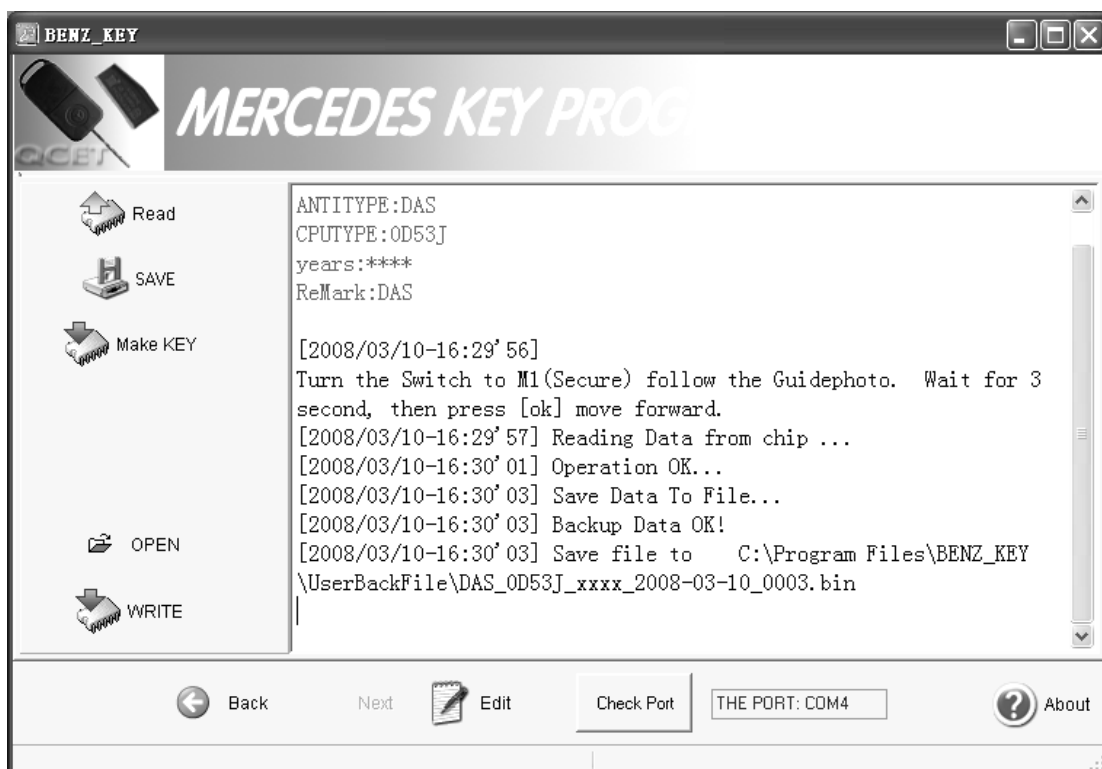 BENZ_KEY
MERCEDES KEY PROG
QCET
Read
SAVE
Make KEY
OPEN
WRITE
ANTITYPE:DAS
CPUTYPE:0D53J
years:****
ReMark:DAS
[2008/03/10-16:29'56]
Turn the Switch to M1(Secure) follow the Guidephoto. Wait for 3
second, then press [ok] move forward.
[2008/03/10-16:29'57] Reading Data from chip ...
[2008/03/10-16:30'01] Operation OK...
[2008/03/10-16:30'03] Save Data To File...
[2008/03/10-16:30'03] Backup Data OK!
[2008/03/10-16:30'03] Save file to C:\Program Files\BENZ_KEY
\UserBackFile\DAS_0D53J_xxxx_2008-03-10_0003.bin
Back
Next
Edit
Check Port
THE PORT: COM4
About